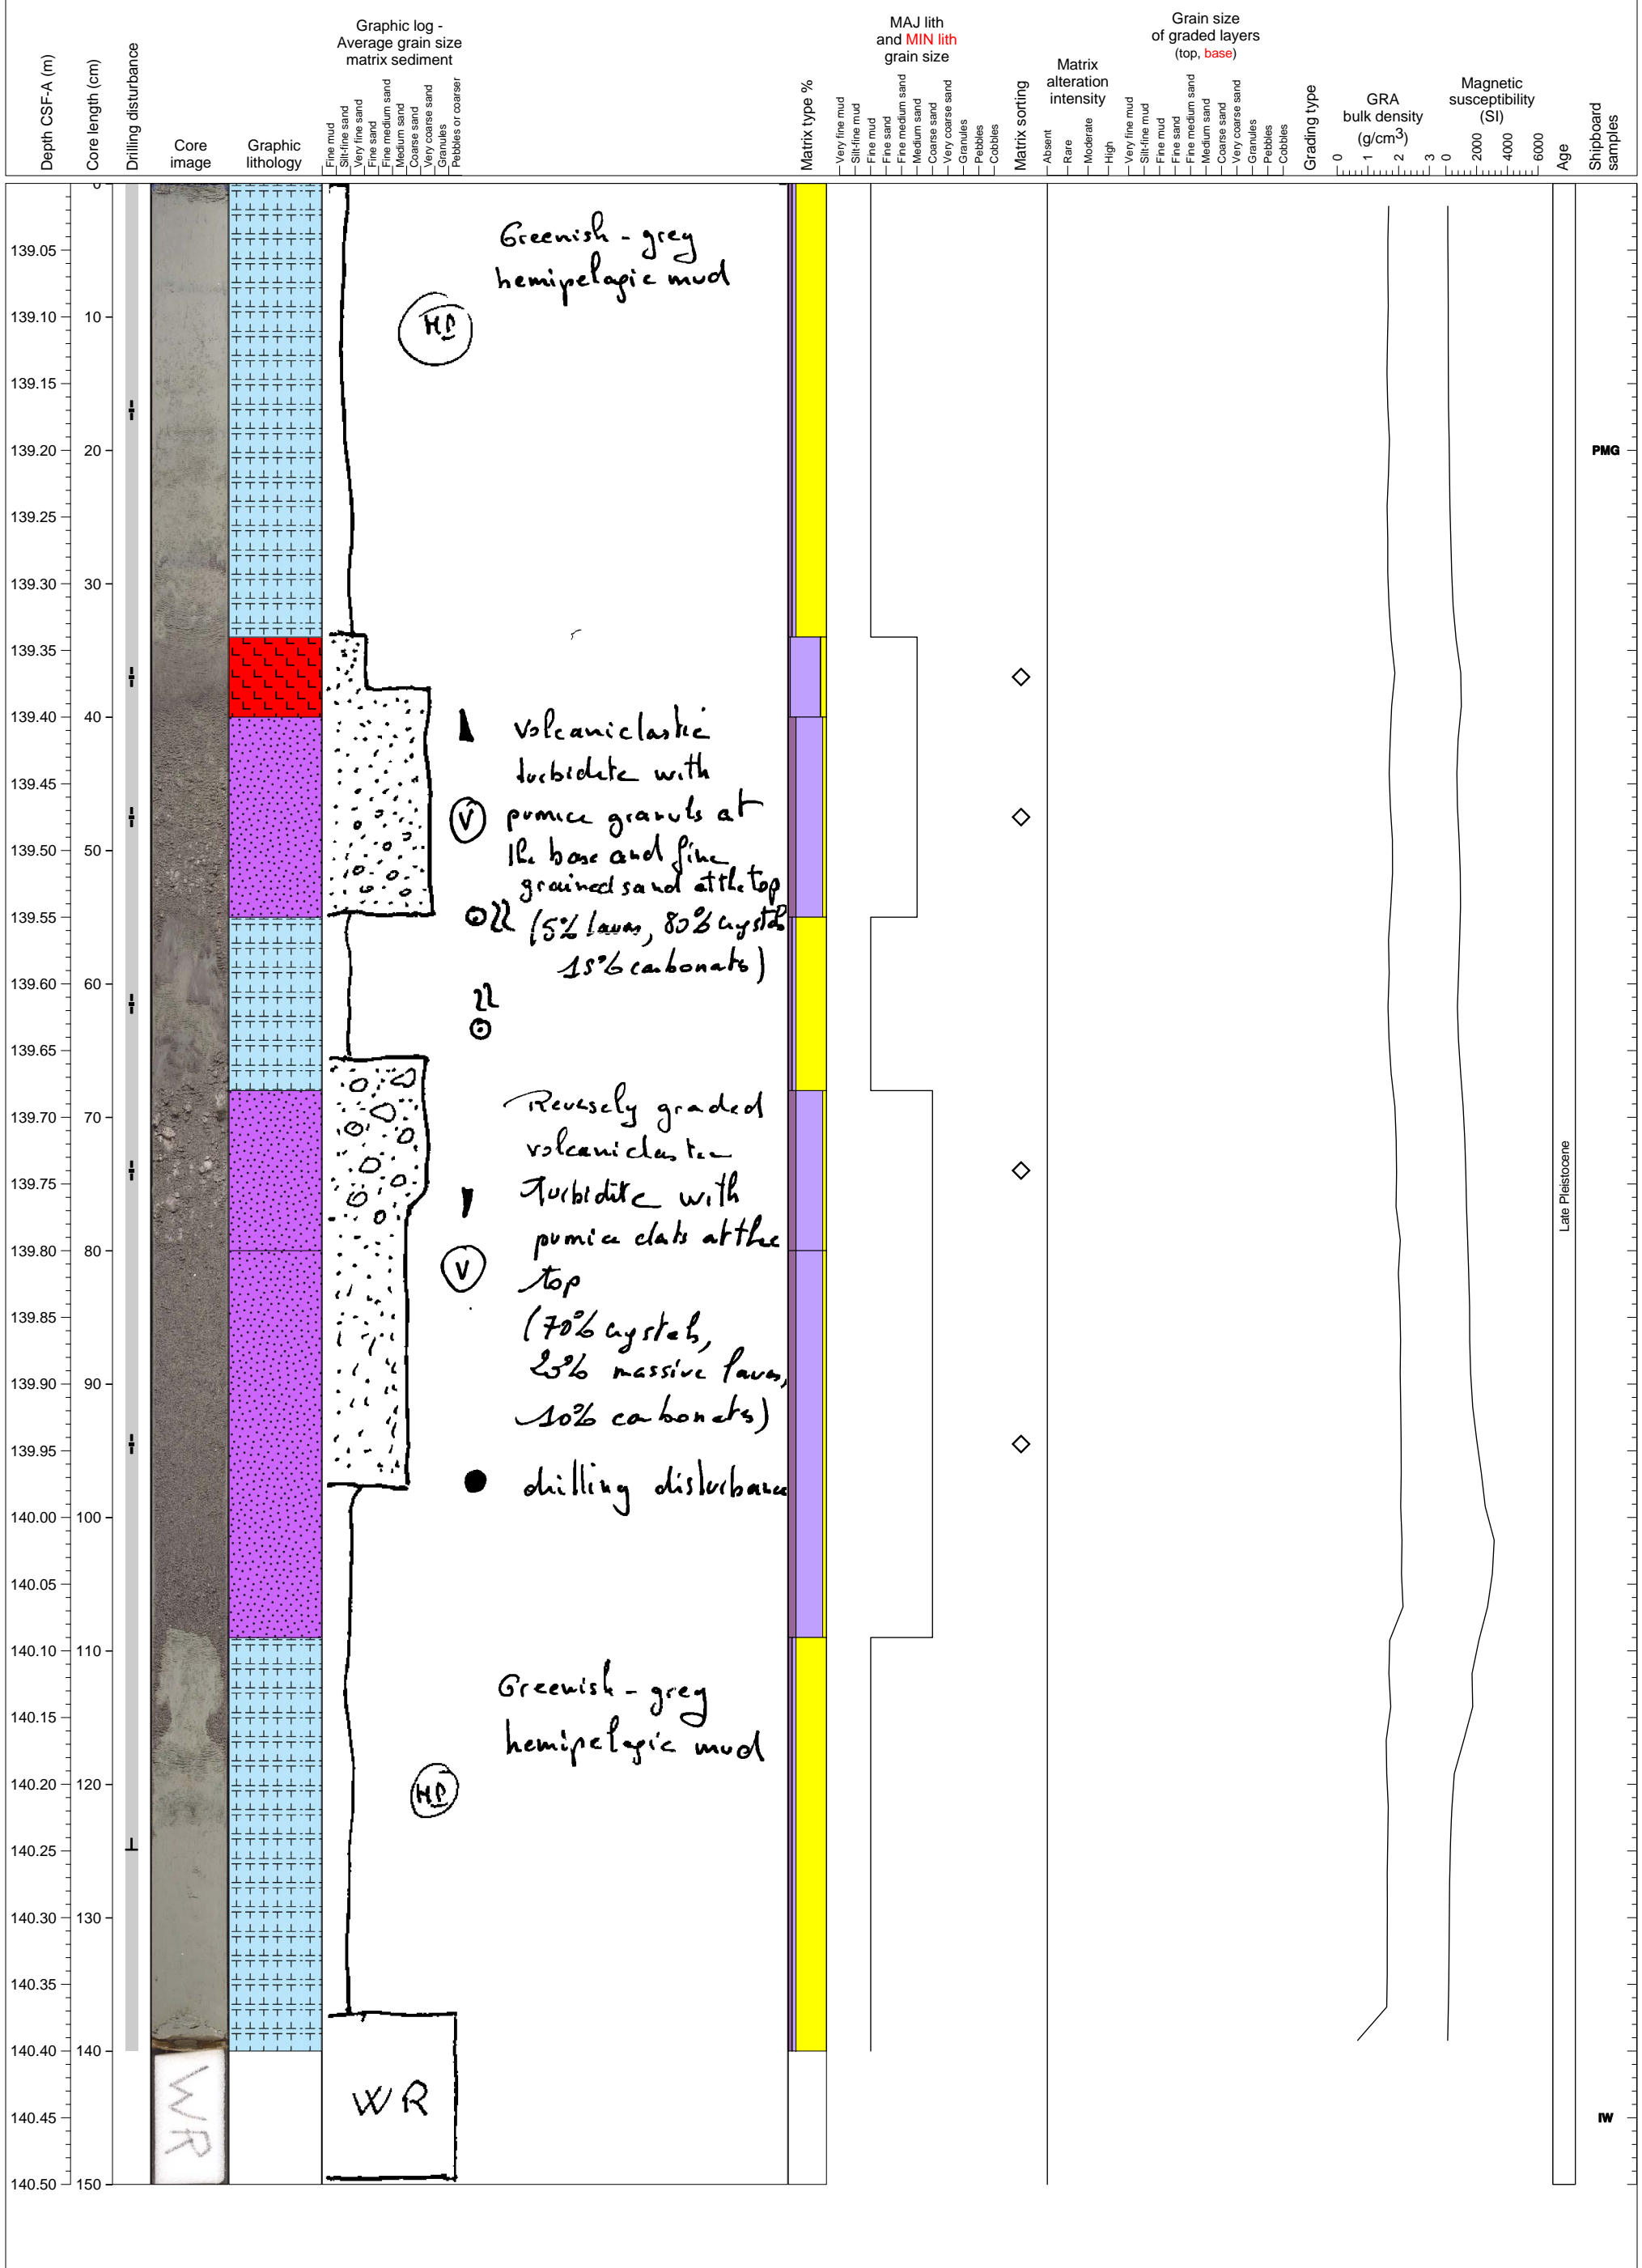 Depth CSF-A (m)
Core length (cm)
Drilling disturbance
Core
image
Graphic
lithology
Graphic log -
Average grain size
matrix sediment
Fine mud
Silt-fine sand
Very fine sand
Fine sand
Fine medium sand
Medium sand
Coarse sand
Very coarse sand
Granules
Pebbles or coarser
Matrix type %
MAJ lith
and MIN lith
grain size
Very fine mud
Silt-fine mud
Fine mud
Fine sand
Fine medium sand
Medium sand
Coarse sand
Very coarse sand
Granules
Pebbles
Cobbles
Matrix sorting
Matrix
alteration
intensity
Absent
Rare
Moderate
High
Grain size
of graded layers
(top, base)
Very fine mud
Silt-fine mud
Fine mud
Fine sand
Fine medium sand
Medium sand
Coarse sand
Very coarse sand
Granules
Pebbles
Cobbles
Grading type
GRA
bulk density
(g/cm3)
0
1
2
3
Magnetic
susceptibility
(SI)
0
2000
4000
6000
Age
Shipboard
samples
0
139.05
139.10 10
139.15
139.20 20
139.25
139.30 30
139.35
139.40 40
139.45
139.50 50
139.55
139.60 60
139.65
139.70 70
139.75
139.80 80
139.85
139.90 90
139.95
140.00 100
140.05
140.10 110
140.15
140.20 120
140.25
140.30 130
140.35
140.40 140
140.45
140.50 150
WR
Greenish-grey
hemipelagic mud
HP
Volcaniclastic
turbidite with
V pumice granuls at
the base and fine
grained sand at the top
(5% lavas, 80% crystals
15% carbonats)
Reversely graded
volcaniclastic
turbidite with
pumice clats at the
V top
(70% crystals,
25% massive lavas,
10% carbonats)
drilling disturbance
Greenish-grey
hemipelagic mud
HP
WR
Late Pleistocene
PMG
IW